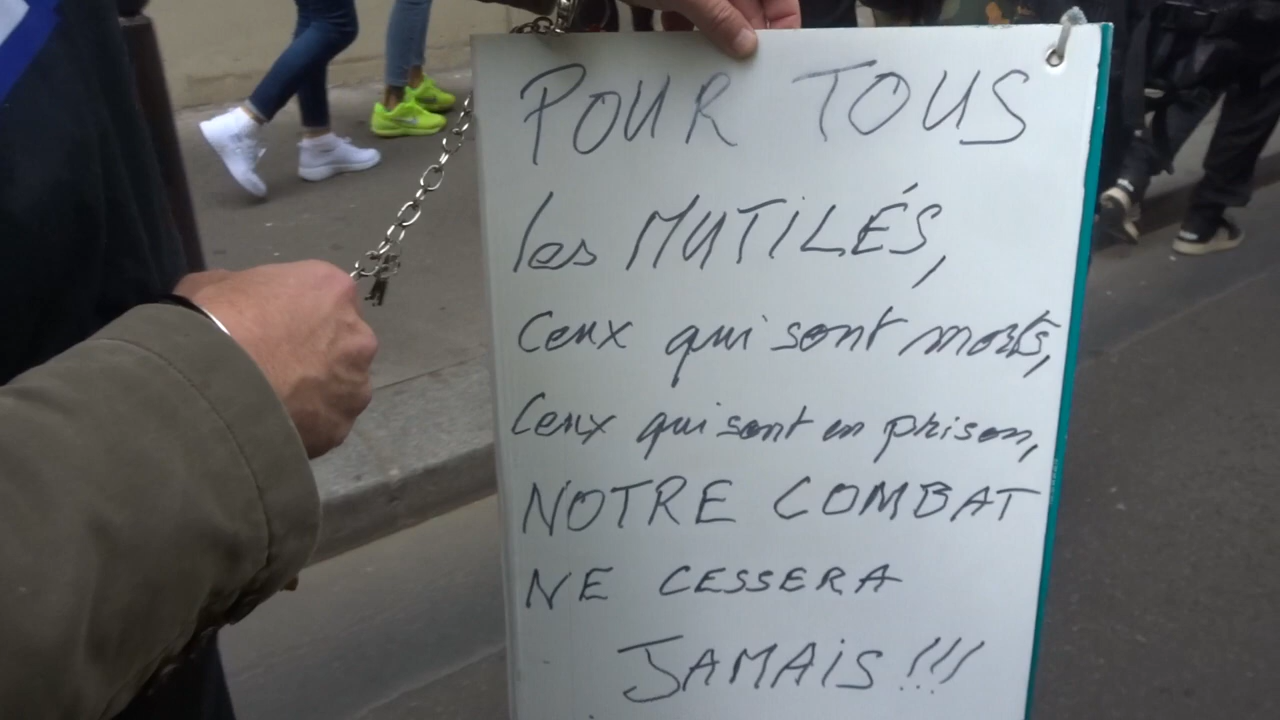 POUR TOUS
les MUTILÉS,
Ceux qui sont morts,
Ceux qui sont en prison,
NOTRE COMBAT
NE CESSERA
JAMAIS !!!